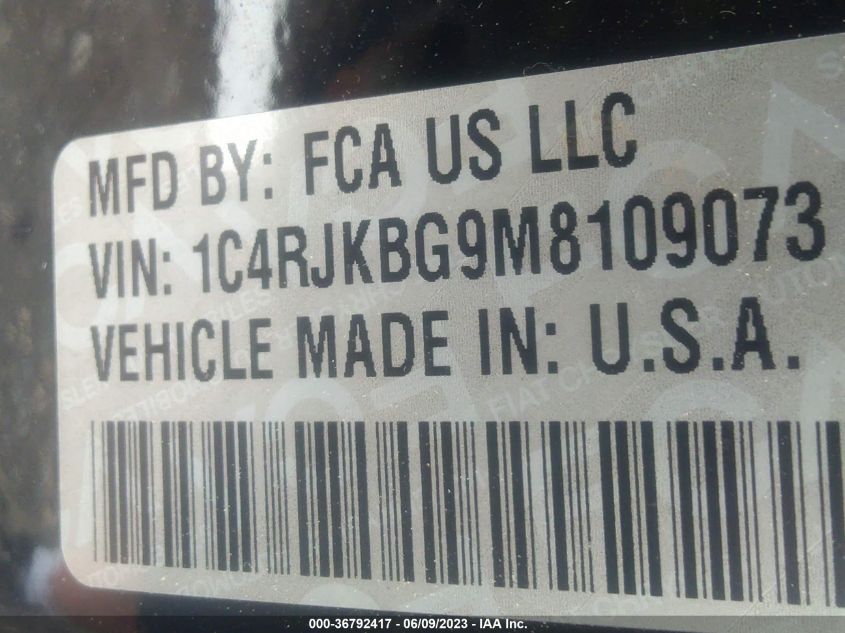 MFD BY: FCA US LLC
VIN: 1C4RJKBG9M8109073
VEHICLE MADE IN: U.S.A.
000-36792417 - 06/09/2023 - IAA Inc.